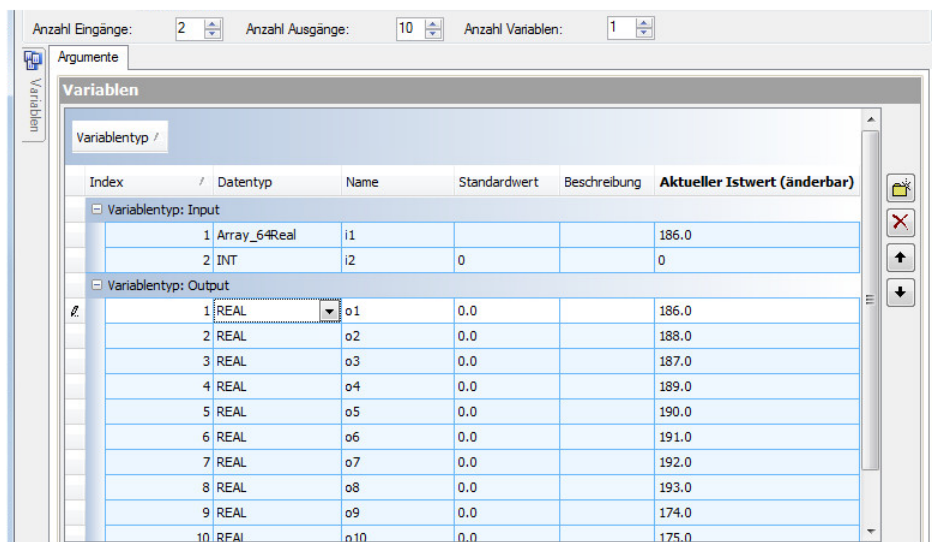 Anzahl Eingänge: 2 Anzahl Ausgänge: 10 Anzahl Variablen: 1
Argumente
Variablen
Variablen
Variablentyp
Index Datentyp Name Standardwert Beschreibung Aktueller Istwert (änderbar)
Variablentyp: Input
1 Array_64Real i1 186.0
2 INT i2 0 0
Variablentyp: Output
1 REAL o1 0.0 186.0
2 REAL o2 0.0 188.0
3 REAL o3 0.0 187.0
4 REAL o4 0.0 189.0
5 REAL o5 0.0 190.0
6 REAL o6 0.0 191.0
7 REAL o7 0.0 192.0
8 REAL o8 0.0 193.0
9 REAL o9 0.0 174.0
10 REAL o10 0.0 175.0